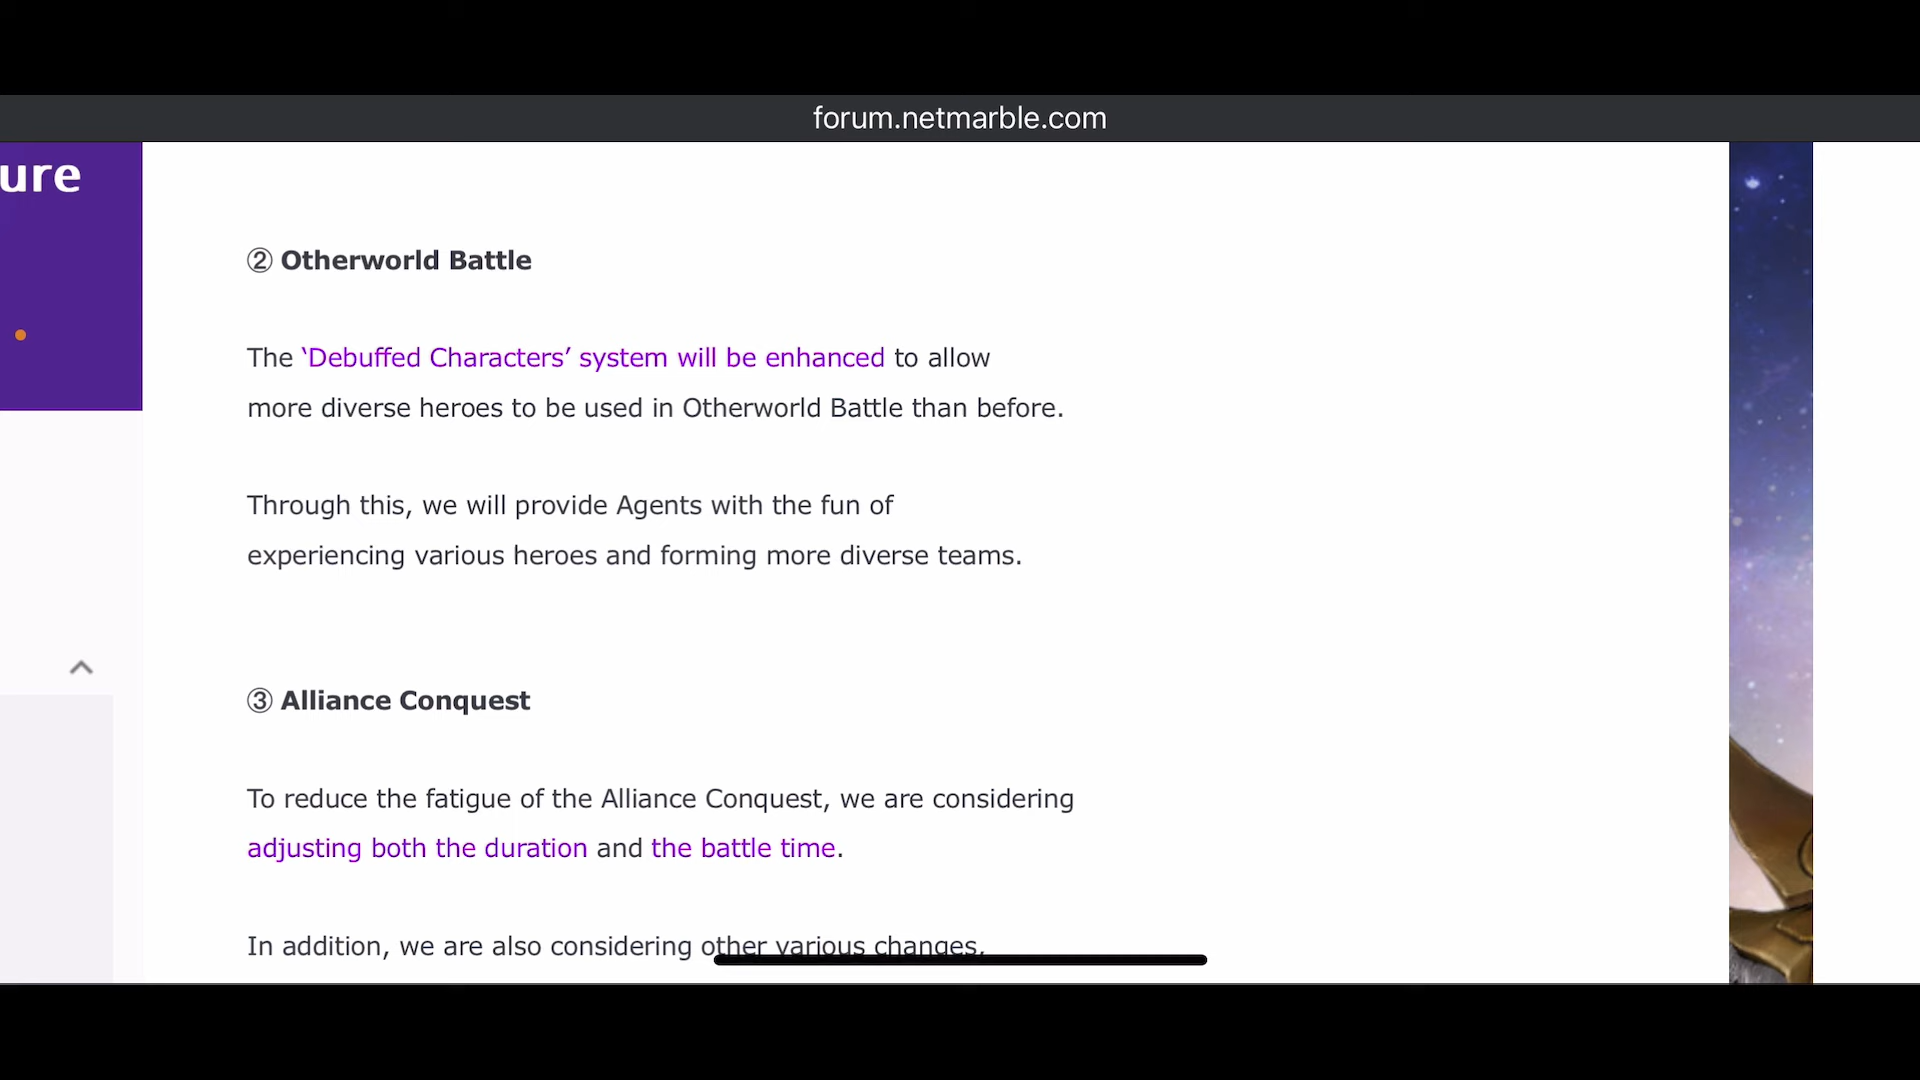 forum.netmarble.com
ure
② Otherworld Battle
The ‘Debuffed Characters’ system will be enhanced to allow
more diverse heroes to be used in Otherworld Battle than before.
Through this, we will provide Agents with the fun of
experiencing various heroes and forming more diverse teams.
③ Alliance Conquest
To reduce the fatigue of the Alliance Conquest, we are considering
adjusting both the duration and the battle time.
In addition, we are also considering other various changes,